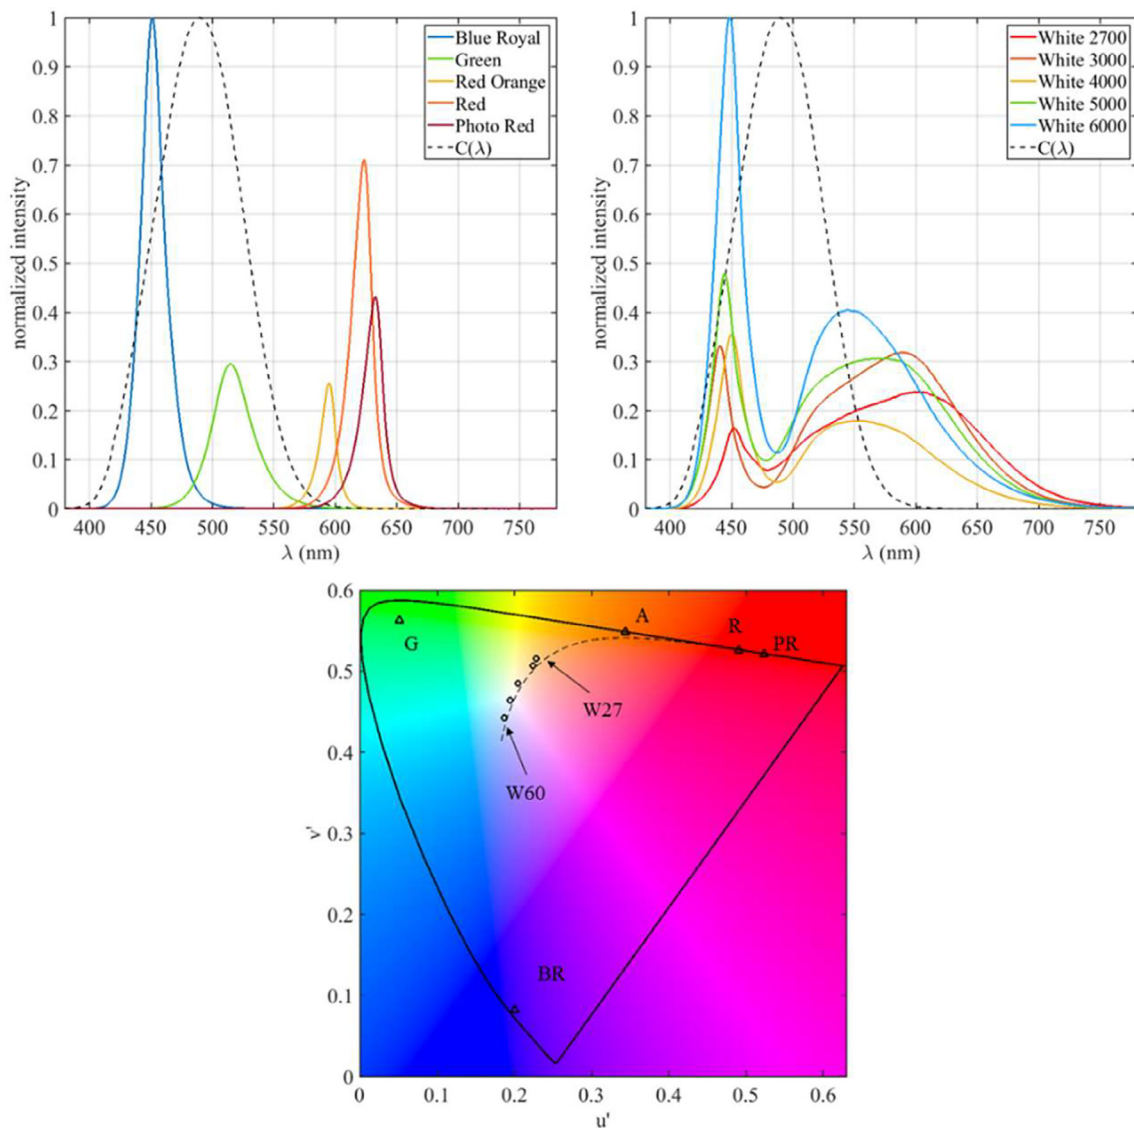 1
0.9
0.8
0.7
0.6
0.5
0.4
0.3
0.2
0.1
0
normalized intensity
400 450 500 550 600 650 700 750
λ (nm)
Blue Royal
Green
Red Orange
Red
Photo Red
C(λ)
1
0.9
0.8
0.7
0.6
0.5
0.4
0.3
0.2
0.1
0
normalized intensity
400 450 500 550 600 650 700 750
λ (nm)
White 2700
White 3000
White 4000
White 5000
White 6000
C(λ)
0.6
0.5
0.4
0.3
0.2
0.1
0
v'
G
A
R
PR
W27
W60
BR
0 0.1 0.2 0.3 0.4 0.5 0.6
u'